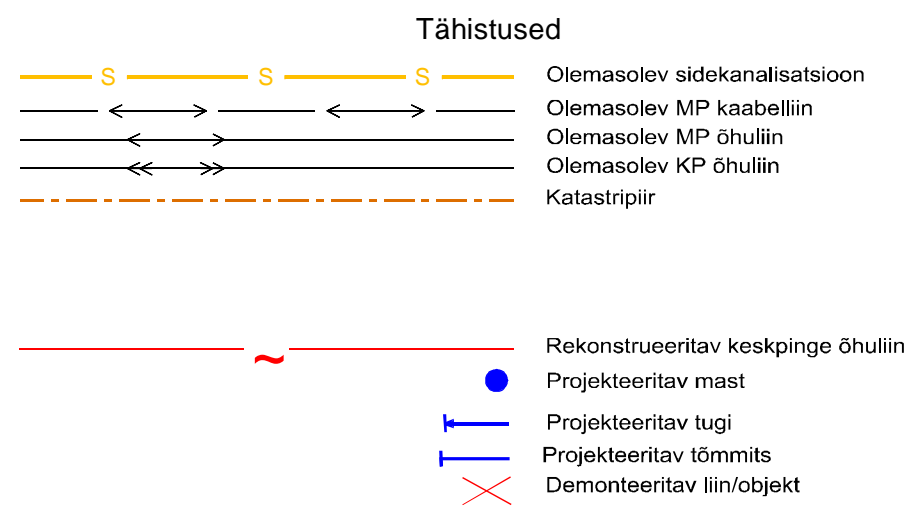 Tähistused
S S S Olemasolev sidekanalisatsioon
Olemasolev MP kaabelliin
Olemasolev MP õhuliin
Olemasolev KP õhuliin
Katastripiir
~ Rekonstrueeritav keskpinge õhuliin
Projekteeritav mast
Projekteeritav tugi
Projekteeritav tõmmits
Demonteeritav liin/objekt